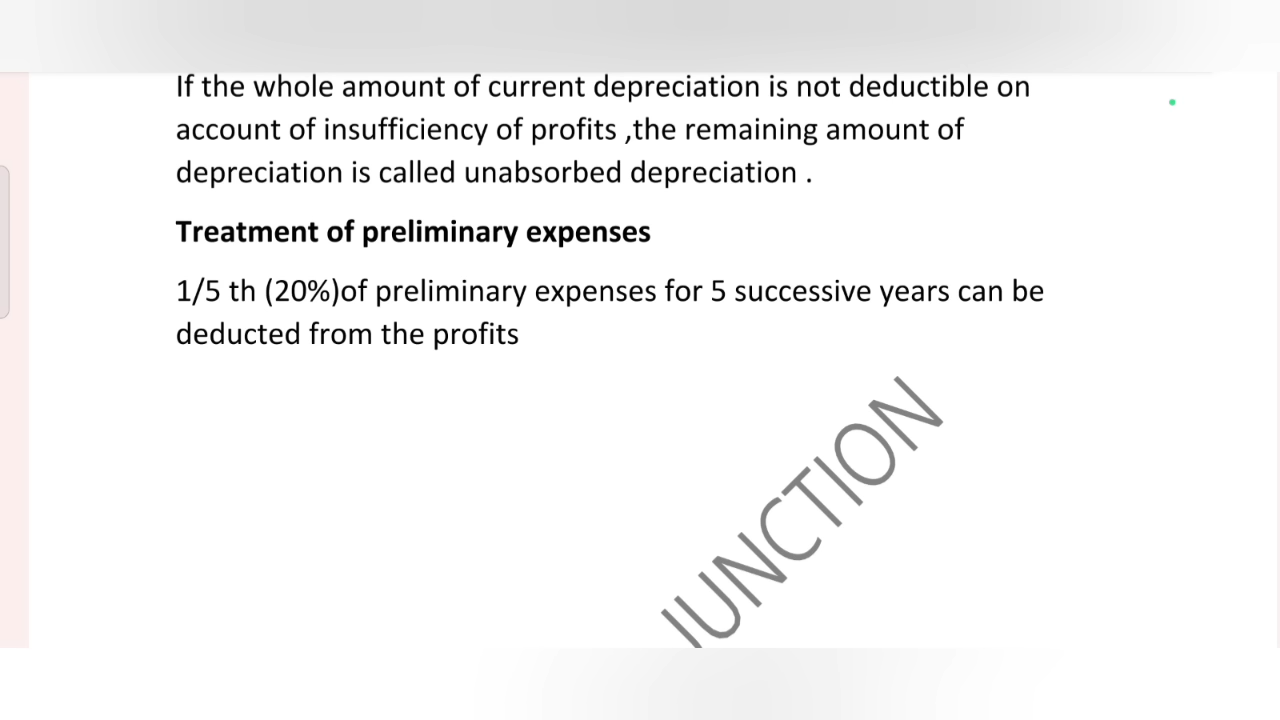 If the whole amount of current depreciation is not deductible on
account of insufficiency of profits ,the remaining amount of
depreciation is called unabsorbed depreciation .
Treatment of preliminary expenses
1/5 th (20%)of preliminary expenses for 5 successive years can be
deducted from the profits
JUNCTION